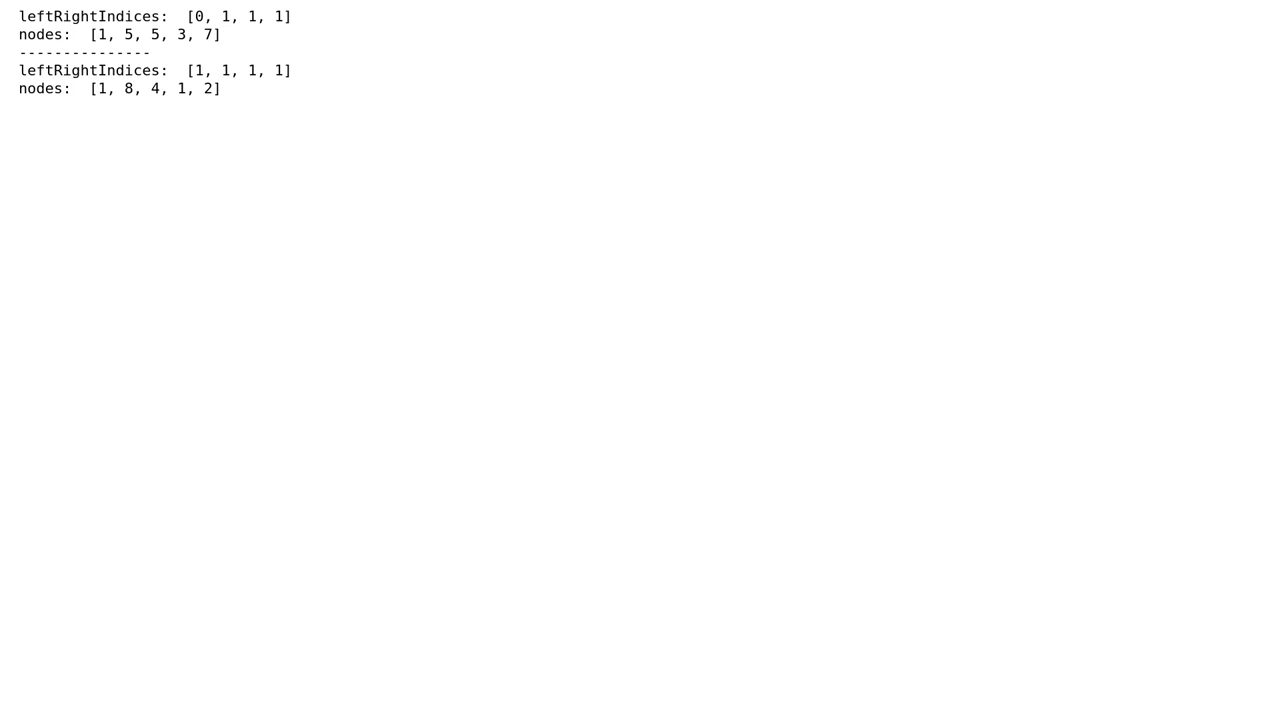 leftRightIndices:  [0, 1, 1, 1]
nodes:  [1, 5, 5, 3, 7]
---------------
leftRightIndices:  [1, 1, 1, 1]
nodes:  [1, 8, 4, 1, 2]